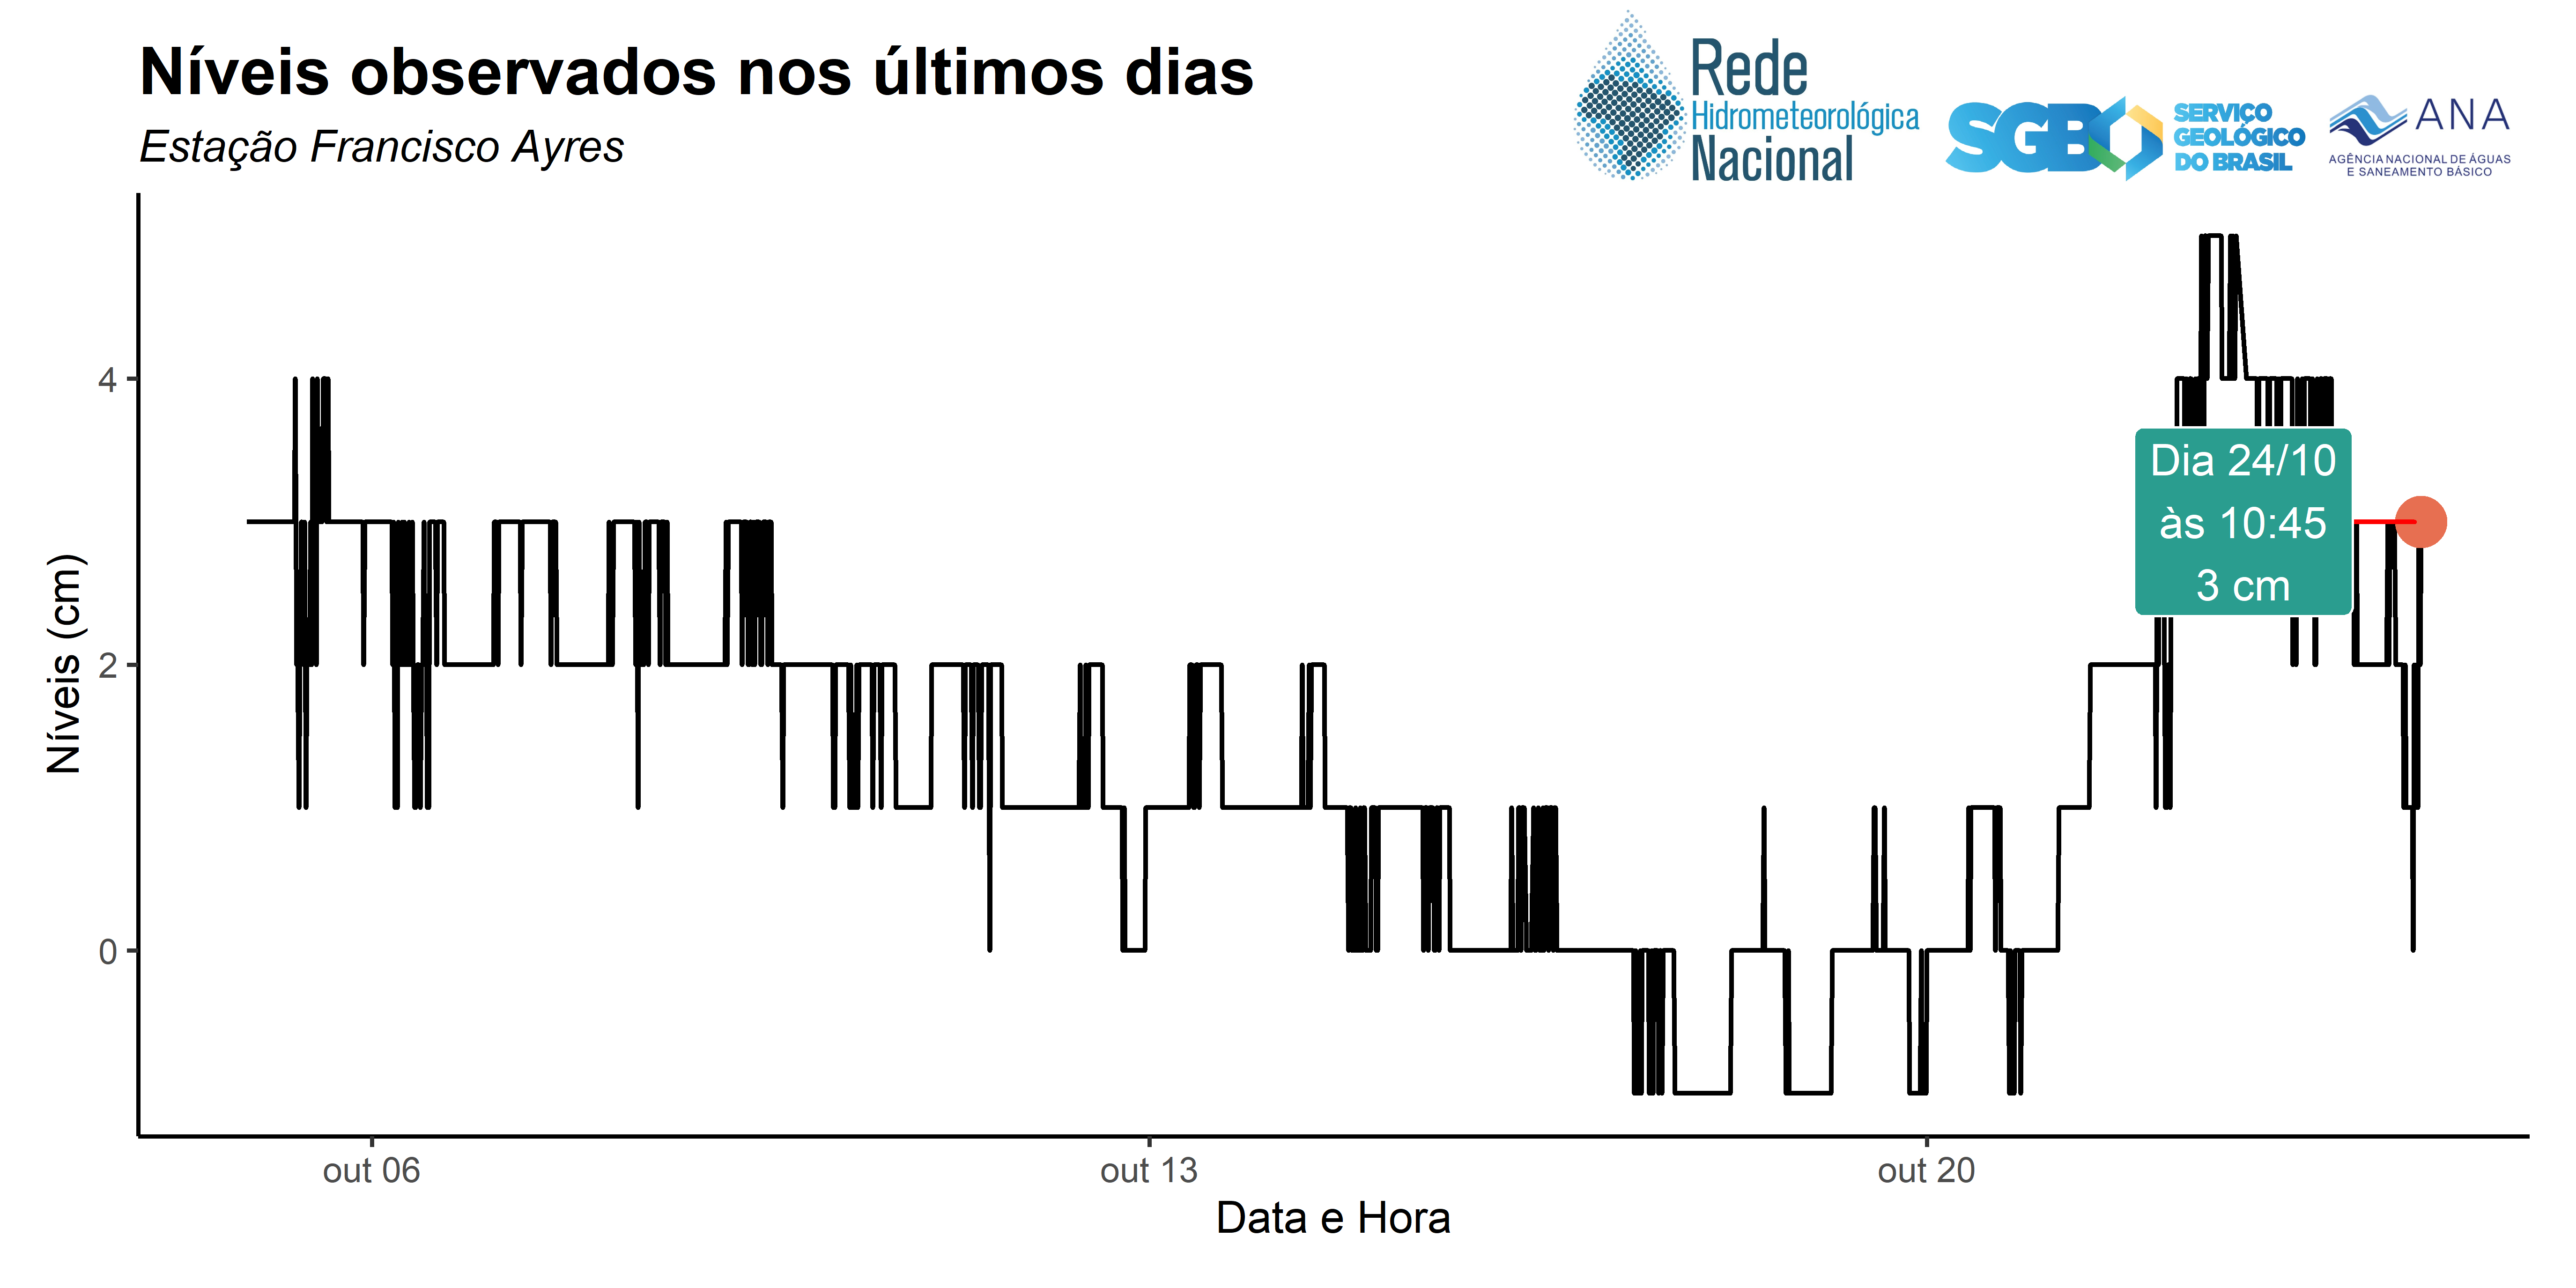 Níveis observados nos últimos dias
Estação Francisco Ayres
Rede
Hidrometeorológica
Nacional
SGB
SERVIÇO
GEOLÓGICO
DO BRASIL
ANA
AGÊNCIA NACIONAL DE ÁGUAS
E SANEAMENTO BÁSICO
Níveis (cm)
4
2
0
Dia 24/10
às 10:45
3 cm
out 06
out 13
out 20
Data e Hora